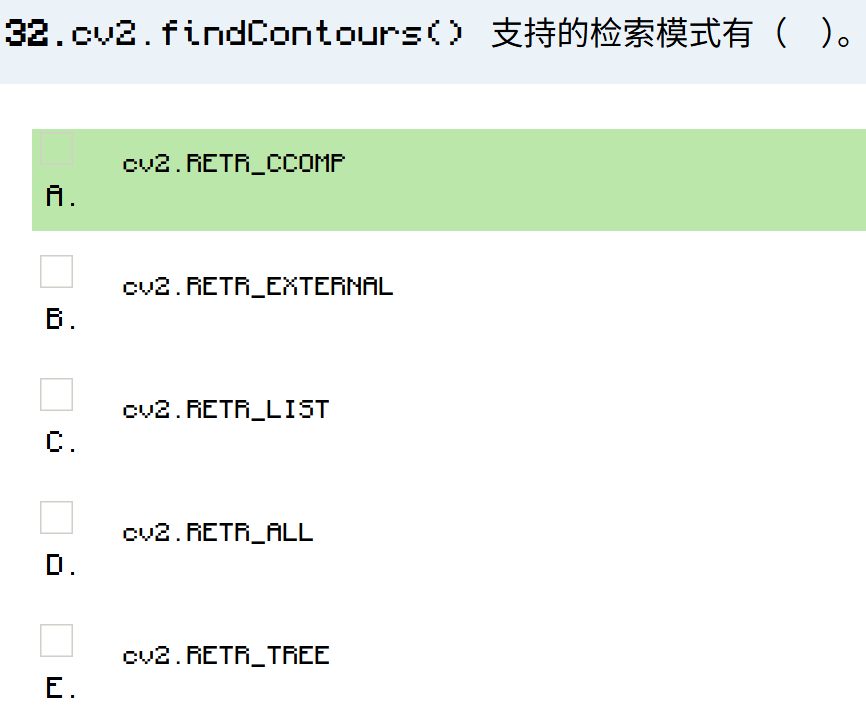 32.cv2.findContours() 支持的检索模式有（ ）。
cv2.RETR_CCOMP
A.
cv2.RETR_EXTERNAL
B.
cv2.RETR_LIST
C.
cv2.RETR_ALL
D.
cv2.RETR_TREE
E.